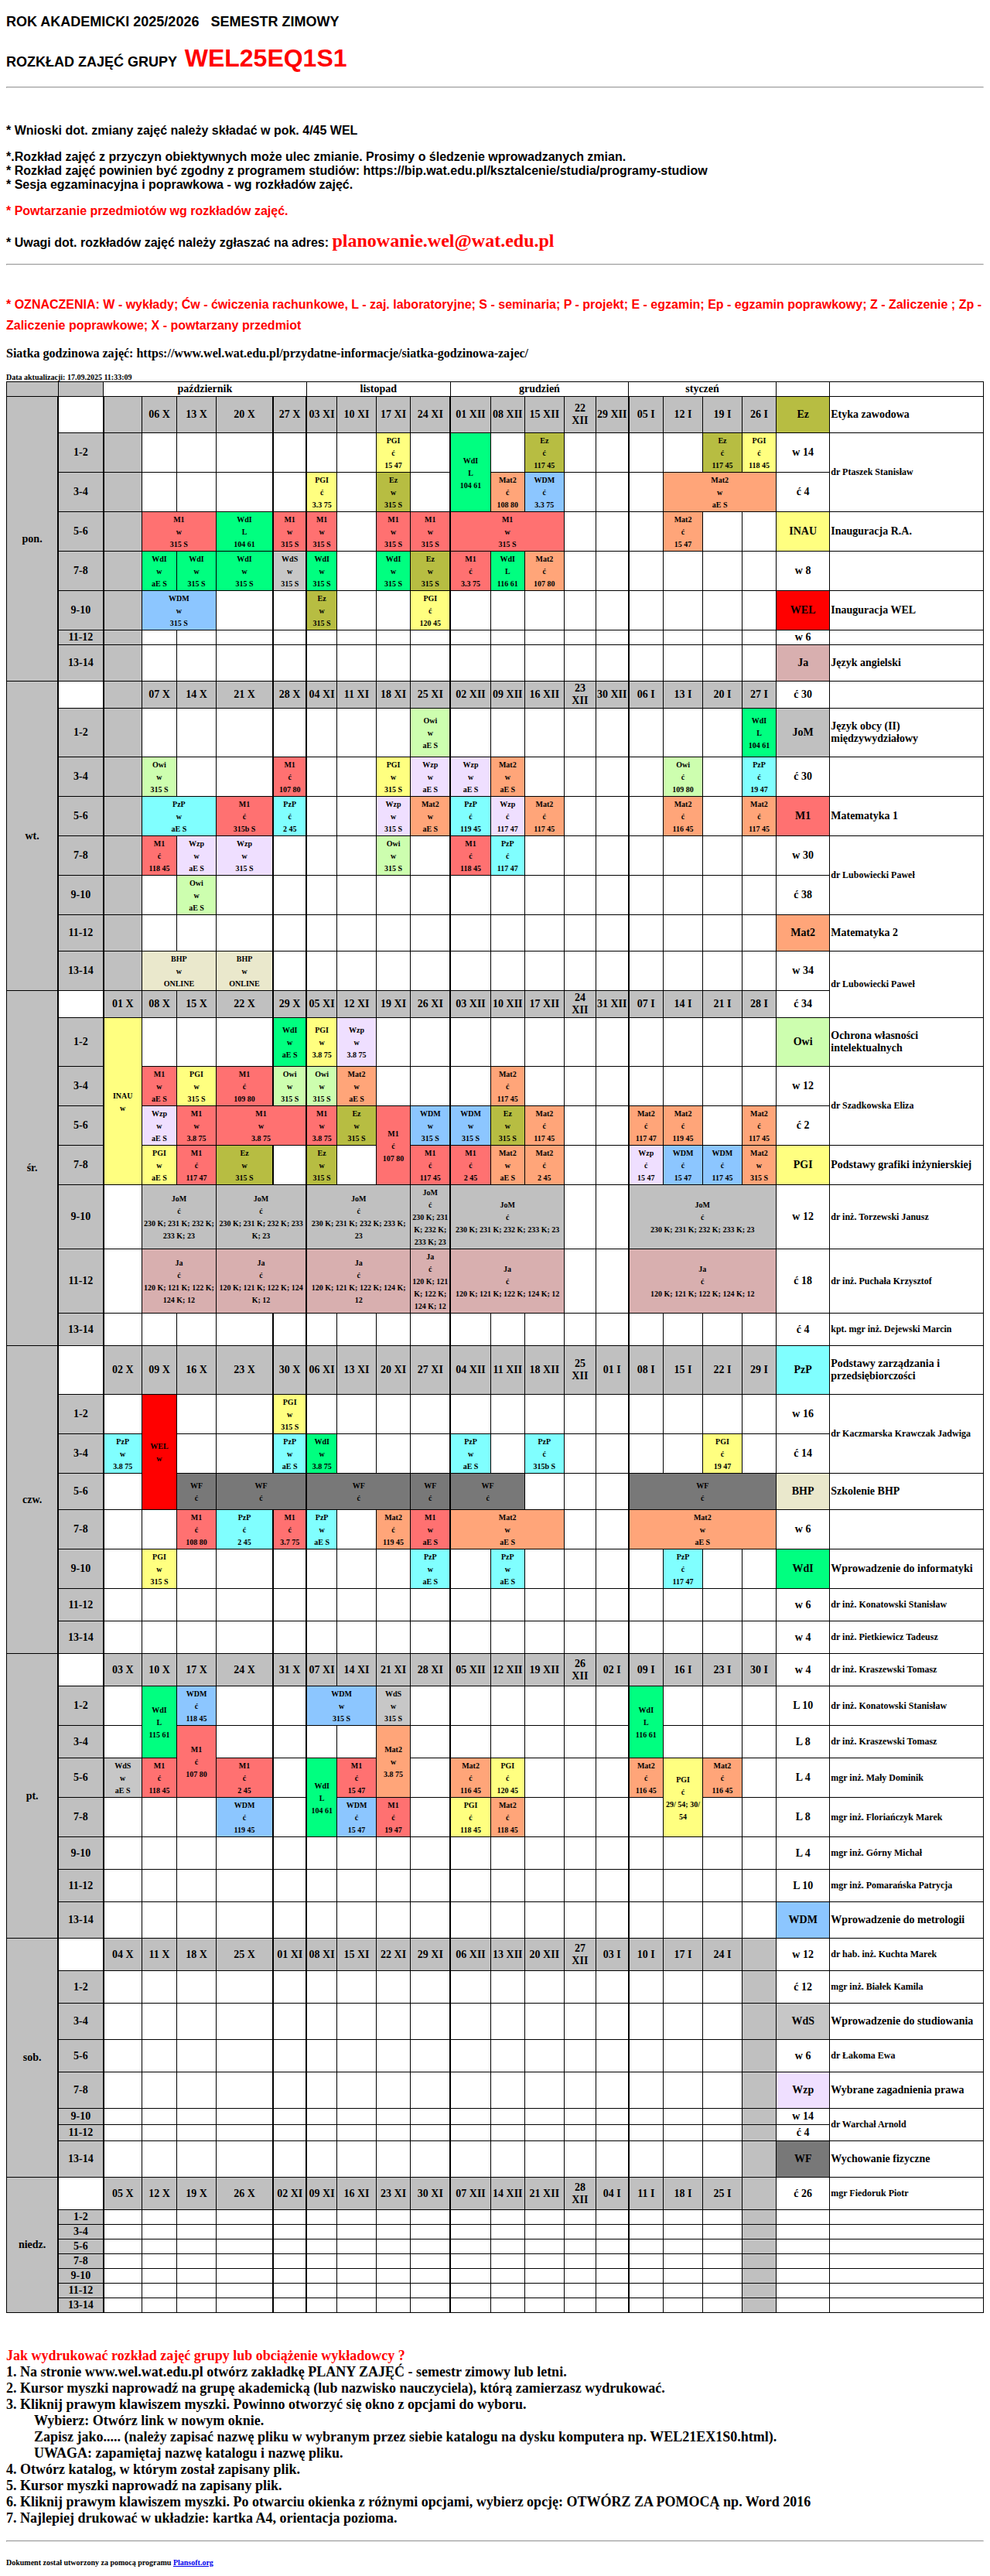 ROK AKADEMICKI 2025/2026 SEMESTR ZIMOWY
ROZKŁAD ZAJĘĆ GRUPY WEL25EQ1S1
* Wnioski dot. zmiany zajęć należy składać w pok. 4/45 WEL
*.Rozkład zajęć z przyczyn obiektywnych może ulec zmianie. Prosimy o śledzenie wprowadzanych zmian.
* Rozkład zajęć powinien być zgodny z programem studiów: https://bip.wat.edu.pl/ksztalcenie/studia/programy-studiow
* Sesja egzaminacyjna i poprawkowa - wg rozkładów zajęć.
* Powtarzanie przedmiotów wg rozkładów zajęć.
* Uwagi dot. rozkładów zajęć należy zgłaszać na adres: planowanie.wel@wat.edu.pl
* OZNACZENIA: W - wykłady; Ćw - ćwiczenia rachunkowe, L - zaj. laboratoryjne; S - seminaria; P - projekt; E - egzamin; Ep - egzamin poprawkowy; Z - Zaliczenie ; Zp -
Zaliczenie poprawkowe; X - powtarzany przedmiot
Siatka godzinowa zajęć: https://www.wel.wat.edu.pl/przydatne-informacje/siatka-godzinowa-zajec/
Data aktualizacji: 17.09.2025 11:33:09
październik listopad grudzień styczeń
pon. 06 X 13 X 20 X 27 X 03 XI 10 XI 17 XI 24 XI 01 XII 08 XII 15 XII 22 XII 29 XII 05 I 12 I 19 I 26 I Ez Etyka zawodowa
1-2 PGI ć 15 47 WdI L 104 61 Ez ć 117 45 Ez ć 117 45 PGI ć 118 45 w 14 dr Ptaszek Stanisław
3-4 PGI ć 3.3 75 Ez w 315 S Mat2 ć 108 80 WDM ć 3.3 75 Mat2 w aE S ć 4
5-6 M1 w 315 S WdI L 104 61 M1 w 315 S M1 w 315 S M1 w 315 S M1 w 315 S M1 w 315 S Mat2 ć 15 47 INAU Inauguracja R.A.
7-8 WdI w aE S WdI w 315 S WdI w 315 S WdS w 315 S WdI w 315 S WdI w 315 S Ez w 315 S M1 ć 3.3 75 WdI L 116 61 Mat2 ć 107 80 w 8
9-10 WDM w 315 S Ez w 315 S PGI ć 120 45 WEL Inauguracja WEL
11-12 w 6
13-14 Ja Język angielski
wt. 07 X 14 X 21 X 28 X 04 XI 11 XI 18 XI 25 XI 02 XII 09 XII 16 XII 23 XII 30 XII 06 I 13 I 20 I 27 I ć 30
1-2 Owi w aE S WdI L 104 61 JoM Język obcy (II) międzywydziałowy
3-4 Owi w 315 S M1 ć 107 80 PGI w 315 S Wzp w aE S Wzp w aE S Mat2 w aE S Owi ć 109 80 PzP ć 19 47 ć 30
5-6 PzP w aE S M1 ć 315b S PzP ć 2 45 Wzp w 315 S Mat2 w aE S PzP ć 119 45 Wzp ć 117 47 Mat2 ć 117 45 Mat2 ć 116 45 Mat2 ć 117 45 M1 Matematyka 1
7-8 M1 ć 118 45 Wzp w aE S Wzp w 315 S Owi w 315 S M1 ć 118 45 PzP ć 117 47 w 30 dr Lubowiecki Paweł
9-10 Owi w aE S ć 38
11-12 Mat2 Matematyka 2
13-14 BHP w ONLINE BHP w ONLINE w 34 dr Lubowiecki Paweł
śr. 01 X 08 X 15 X 22 X 29 X 05 XI 12 XI 19 XI 26 XI 03 XII 10 XII 17 XII 24 XII 31 XII 07 I 14 I 21 I 28 I ć 34
1-2 INAU w WdI w aE S PGI w 3.8 75 Wzp w 3.8 75 Owi Ochrona własności intelektualnych
3-4 M1 w aE S PGI w 315 S M1 ć 109 80 Owi w 315 S Owi w 315 S Mat2 w aE S Mat2 ć 117 45 w 12 dr Szadkowska Eliza
5-6 Wzp w aE S M1 w 3.8 75 M1 w 3.8 75 M1 w 3.8 75 Ez w 315 S M1 ć 107 80 WDM w 315 S WDM w 315 S Ez w 315 S Mat2 ć 117 45 Mat2 ć 117 47 Mat2 ć 119 45 Mat2 ć 117 45 ć 2
7-8 PGI w aE S M1 ć 117 47 Ez w 315 S Ez w 315 S M1 ć 117 45 M1 ć 2 45 Mat2 w aE S Mat2 ć 2 45 Wzp ć 15 47 WDM ć 15 47 WDM ć 117 45 Mat2 w 315 S PGI Podstawy grafiki inżynierskiej
9-10 JoM ć 230 K; 231 K; 232 K; 233 K; 23 JoM ć 230 K; 231 K; 232 K; 233 K; 23 JoM ć 230 K; 231 K; 232 K; 233 K; 23 JoM ć 230 K; 231 K; 232 K; 233 K; 23 JoM ć 230 K; 231 K; 232 K; 233 K; 23 JoM ć 230 K; 231 K; 232 K; 233 K; 23 w 12 dr inż. Torzewski Janusz
11-12 Ja ć 120 K; 121 K; 122 K; 124 K; 12 Ja ć 120 K; 121 K; 122 K; 124 K; 12 Ja ć 120 K; 121 K; 122 K; 124 K; 12 Ja ć 120 K; 121 K; 122 K; 124 K; 12 Ja ć 120 K; 121 K; 122 K; 124 K; 12 Ja ć 120 K; 121 K; 122 K; 124 K; 12 ć 18 dr inż. Puchała Krzysztof
13-14 ć 4 kpt. mgr inż. Dejewski Marcin
czw. 02 X 09 X 16 X 23 X 30 X 06 XI 13 XI 20 XI 27 XI 04 XII 11 XII 18 XII 25 XII 01 I 08 I 15 I 22 I 29 I PzP Podstawy zarządzania i przedsiębiorczości
1-2 WEL w PGI w 315 S w 16 dr Kaczmarska Krawczak Jadwiga
3-4 PzP w 3.8 75 PzP w aE S WdI w 3.8 75 PzP w aE S PzP ć 315b S PGI ć 19 47 ć 14
5-6 WF ć WF ć WF ć WF ć WF ć WF ć BHP Szkolenie BHP
7-8 M1 ć 108 80 PzP ć 2 45 M1 ć 3.7 75 PzP w aE S Mat2 ć 119 45 M1 w aE S Mat2 w aE S Mat2 w aE S w 6
9-10 PGI w 315 S PzP w aE S PzP w aE S PzP ć 117 47 WdI Wprowadzenie do informatyki
11-12 w 6 dr inż. Konatowski Stanisław
13-14 w 4 dr inż. Pietkiewicz Tadeusz
pt. 03 X 10 X 17 X 24 X 31 X 07 XI 14 XI 21 XI 28 XI 05 XII 12 XII 19 XII 26 XII 02 I 09 I 16 I 23 I 30 I w 4 dr inż. Kraszewski Tomasz
1-2 WdI L 115 61 WDM ć 118 45 WDM w 315 S WdS w 315 S WdI L 116 61 L 10 dr inż. Konatowski Stanisław
3-4 M1 ć 107 80 Mat2 w 3.8 75 L 8 dr inż. Kraszewski Tomasz
5-6 WdS w aE S M1 ć 118 45 M1 ć 2 45 WdI L 104 61 M1 ć 15 47 Mat2 ć 116 45 PGI ć 120 45 Mat2 ć 116 45 PGI ć 29/ 54; 30/ 54 Mat2 ć 116 45 L 4 mgr inż. Mały Dominik
7-8 WDM ć 119 45 WDM ć 15 47 M1 ć 19 47 PGI ć 118 45 Mat2 ć 118 45 L 8 mgr inż. Floriańczyk Marek
9-10 L 4 mgr inż. Górny Michał
11-12 L 10 mgr inż. Pomarańska Patrycja
13-14 WDM Wprowadzenie do metrologii
sob. 04 X 11 X 18 X 25 X 01 XI 08 XI 15 XI 22 XI 29 XI 06 XII 13 XII 20 XII 27 XII 03 I 10 I 17 I 24 I w 12 dr hab. inż. Kuchta Marek
1-2 ć 12 mgr inż. Białek Kamila
3-4 WdS Wprowadzenie do studiowania
5-6 w 6 dr Łakoma Ewa
7-8 Wzp Wybrane zagadnienia prawa
9-10 w 14 dr Warchał Arnold
11-12 ć 4
13-14 WF Wychowanie fizyczne
niedz. 05 X 12 X 19 X 26 X 02 XI 09 XI 16 XI 23 XI 30 XI 07 XII 14 XII 21 XII 28 XII 04 I 11 I 18 I 25 I ć 26 mgr Fiedoruk Piotr
1-2
3-4
5-6
7-8
9-10
11-12
13-14
Jak wydrukować rozkład zajęć grupy lub obciążenie wykładowcy ?
1. Na stronie www.wel.wat.edu.pl otwórz zakładkę PLANY ZAJĘĆ - semestr zimowy lub letni.
2. Kursor myszki naprowadź na grupę akademicką (lub nazwisko nauczyciela), którą zamierzasz wydrukować.
3. Kliknij prawym klawiszem myszki. Powinno otworzyć się okno z opcjami do wyboru.
Wybierz: Otwórz link w nowym oknie.
Zapisz jako..... (należy zapisać nazwę pliku w wybranym przez siebie katalogu na dysku komputera np. WEL21EX1S0.html).
UWAGA: zapamiętaj nazwę katalogu i nazwę pliku.
4. Otwórz katalog, w którym został zapisany plik.
5. Kursor myszki naprowadź na zapisany plik.
6. Kliknij prawym klawiszem myszki. Po otwarciu okienka z różnymi opcjami, wybierz opcję: OTWÓRZ ZA POMOCĄ np. Word 2016
7. Najlepiej drukować w układzie: kartka A4, orientacja pozioma.
Dokument został utworzony za pomocą programu Plansoft.org